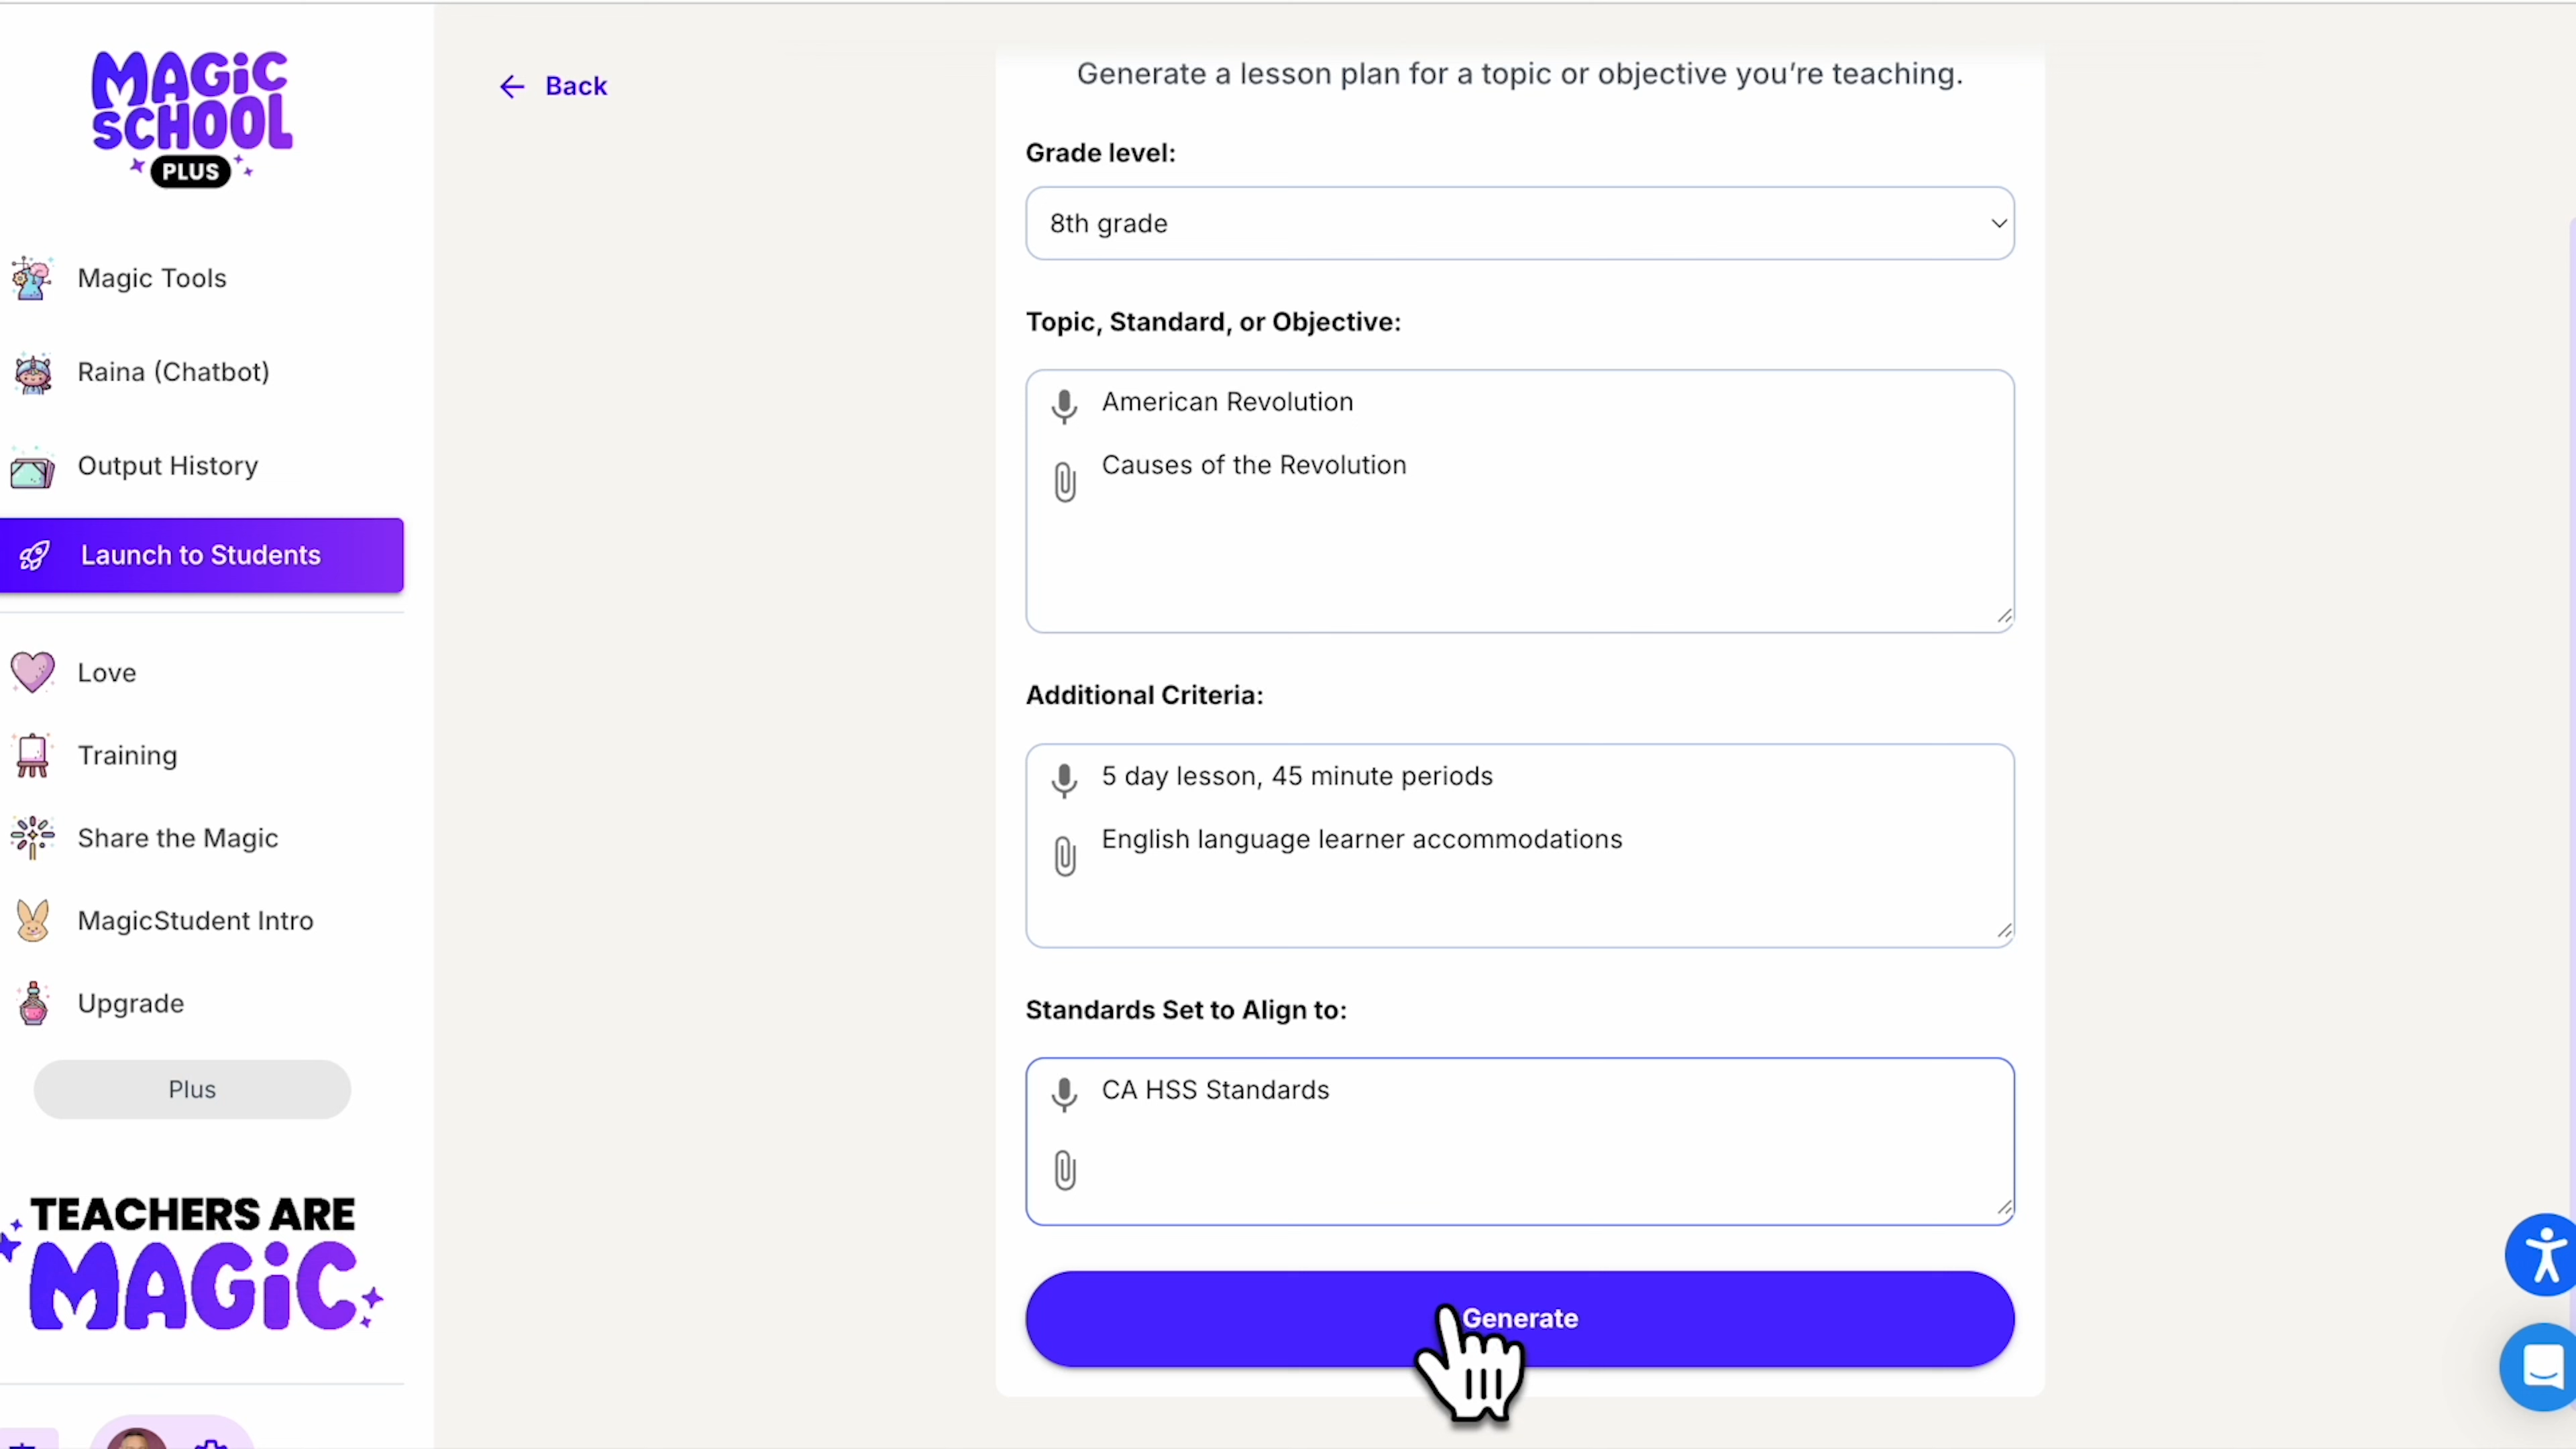 MAGIC
SCHOOL
PLUS
Magic Tools
Raina (Chatbot)
Output History
Launch to Students
Love
Training
Share the Magic
MagicStudent Intro
Upgrade
Plus
TEACHERS ARE
MAGIC
Back
Generate a lesson plan for a topic or objective you’re teaching.
Grade level:
8th grade
Topic, Standard, or Objective:
American Revolution
Causes of the Revolution
Additional Criteria:
5 day lesson, 45 minute periods
English language learner accommodations
Standards Set to Align to:
CA HSS Standards
Generate